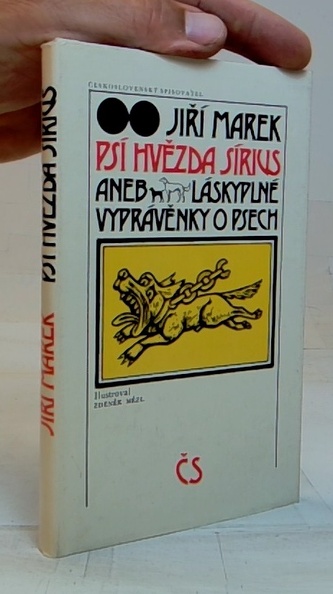 ČESKOSLOVENSKÝ SPISOVATEL
JIŘÍ MAREK
PSÍ HVĚZDA SÍRIUS
ANEB LÁSKYPLNÉ
VYPRÁVĚNKY O PSECH
Ilustroval
ZDENĚK MÉZL
ČS
JIŘÍ MAREK PSÍ HVĚZDA SÍRIUS